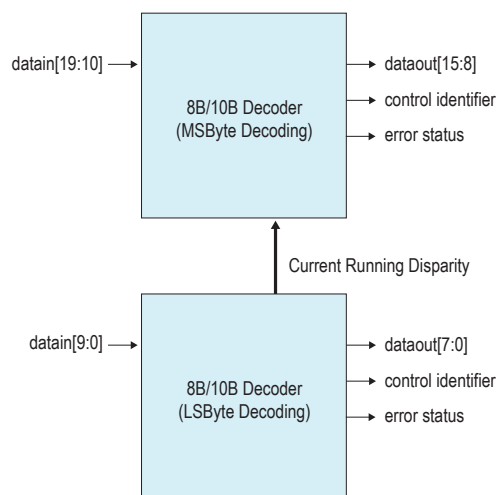 datain[19:10]
8B/10B Decoder
(MSByte Decoding)
dataout[15:8]
control identifier
error status
Current Running Disparity
datain[9:0]
8B/10B Decoder
(LSByte Decoding)
dataout[7:0]
control identifier
error status